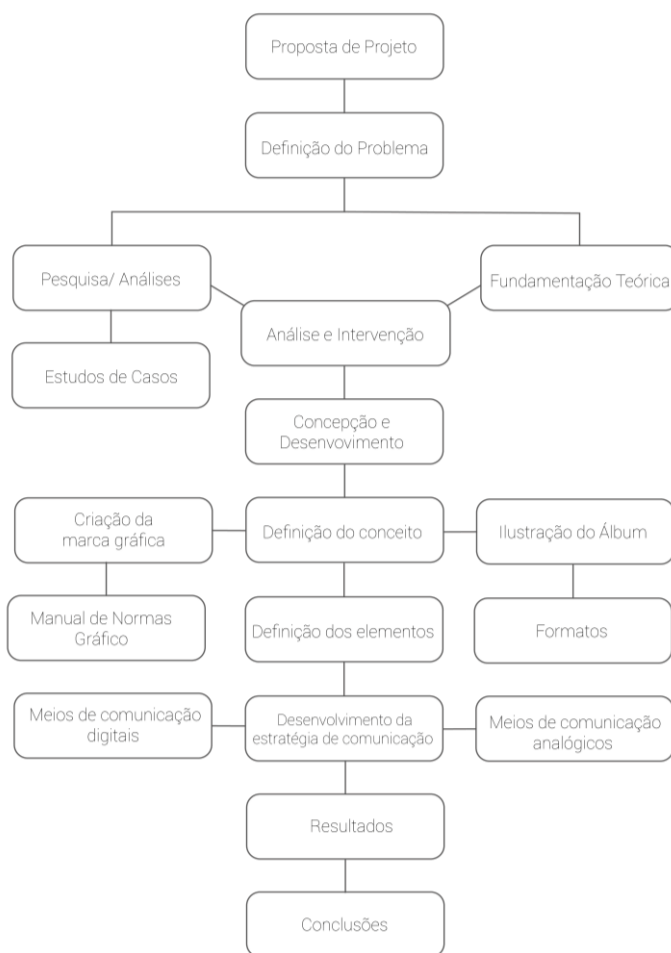 Proposta de Projeto
Definição do Problema
Pesquisa/ Análises
Fundamentação Teórica
Análise e Intervenção
Estudos de Casos
Concepção e
Desenvovimento
Criação da
marca gráfica
Definição do conceito
Ilustração do Álbum
Manual de Normas
Gráfico
Definição dos elementos
Formatos
Meios de comunicação
digitais
Desenvolvimento da
estratégia de comunicação
Meios de comunicação
analógicos
Resultados
Conclusões